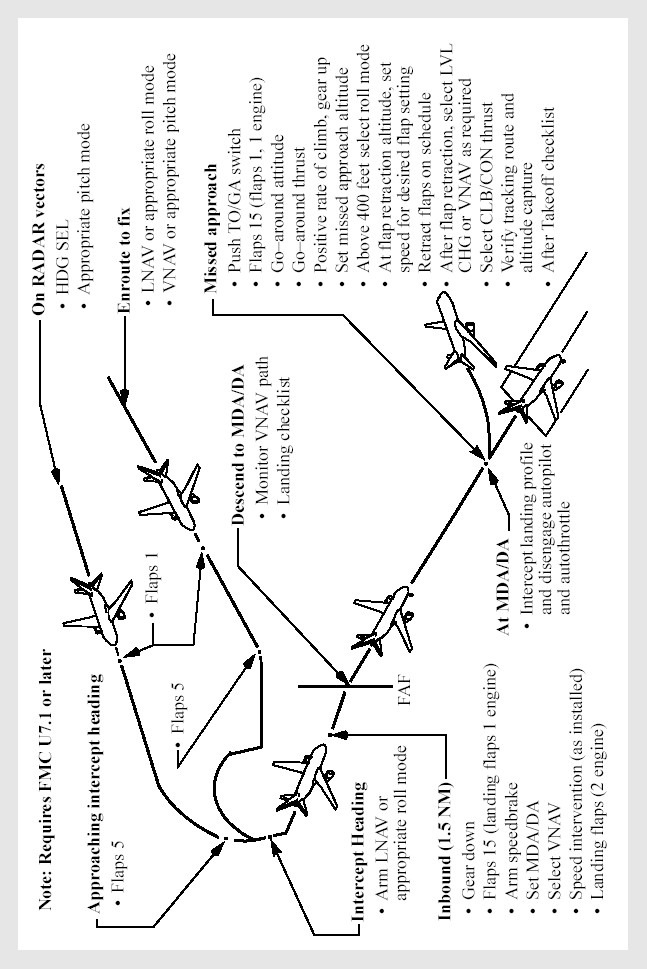 Note: Requires FMC U7.1 or later
On RADAR vectors
• HDG SEL
• Appropriate pitch mode
Enroute to fix
• LNAV or appropriate roll mode
• VNAV or appropriate pitch mode
Approaching intercept heading
• Flaps 5
• Flaps 1
• Flaps 5
Missed approach
• Push TO/GA switch
• Flaps 15 (flaps 1, 1 engine)
• Go–around attitude
• Go–around thrust
• Positive rate of climb, gear up
• Set missed approach altitude
• Above 400 feet select roll mode
• At flap retraction altitude, set
speed for desired flap setting
• Retract flaps on schedule
• After flap retraction, select LVL
CHG or VNAV as required
• Select CLB/CON thrust
• Verify tracking route and
altitude capture
• After Takeoff checklist
Descend to MDA/DA
• Monitor VNAV path
• Landing checklist
Intercept Heading
• Arm LNAV or
appropriate roll mode
FAF
Inbound (1.5 NM)
• Gear down
• Flaps 15 (landing flaps 1 engine)
• Arm speedbrake
• Set MDA/DA
• Select VNAV
• Speed intervention (as installed)
• Landing flaps (2 engine)
At MDA/DA
• Intercept landing profile
and disengage autopilot
and autothrottle